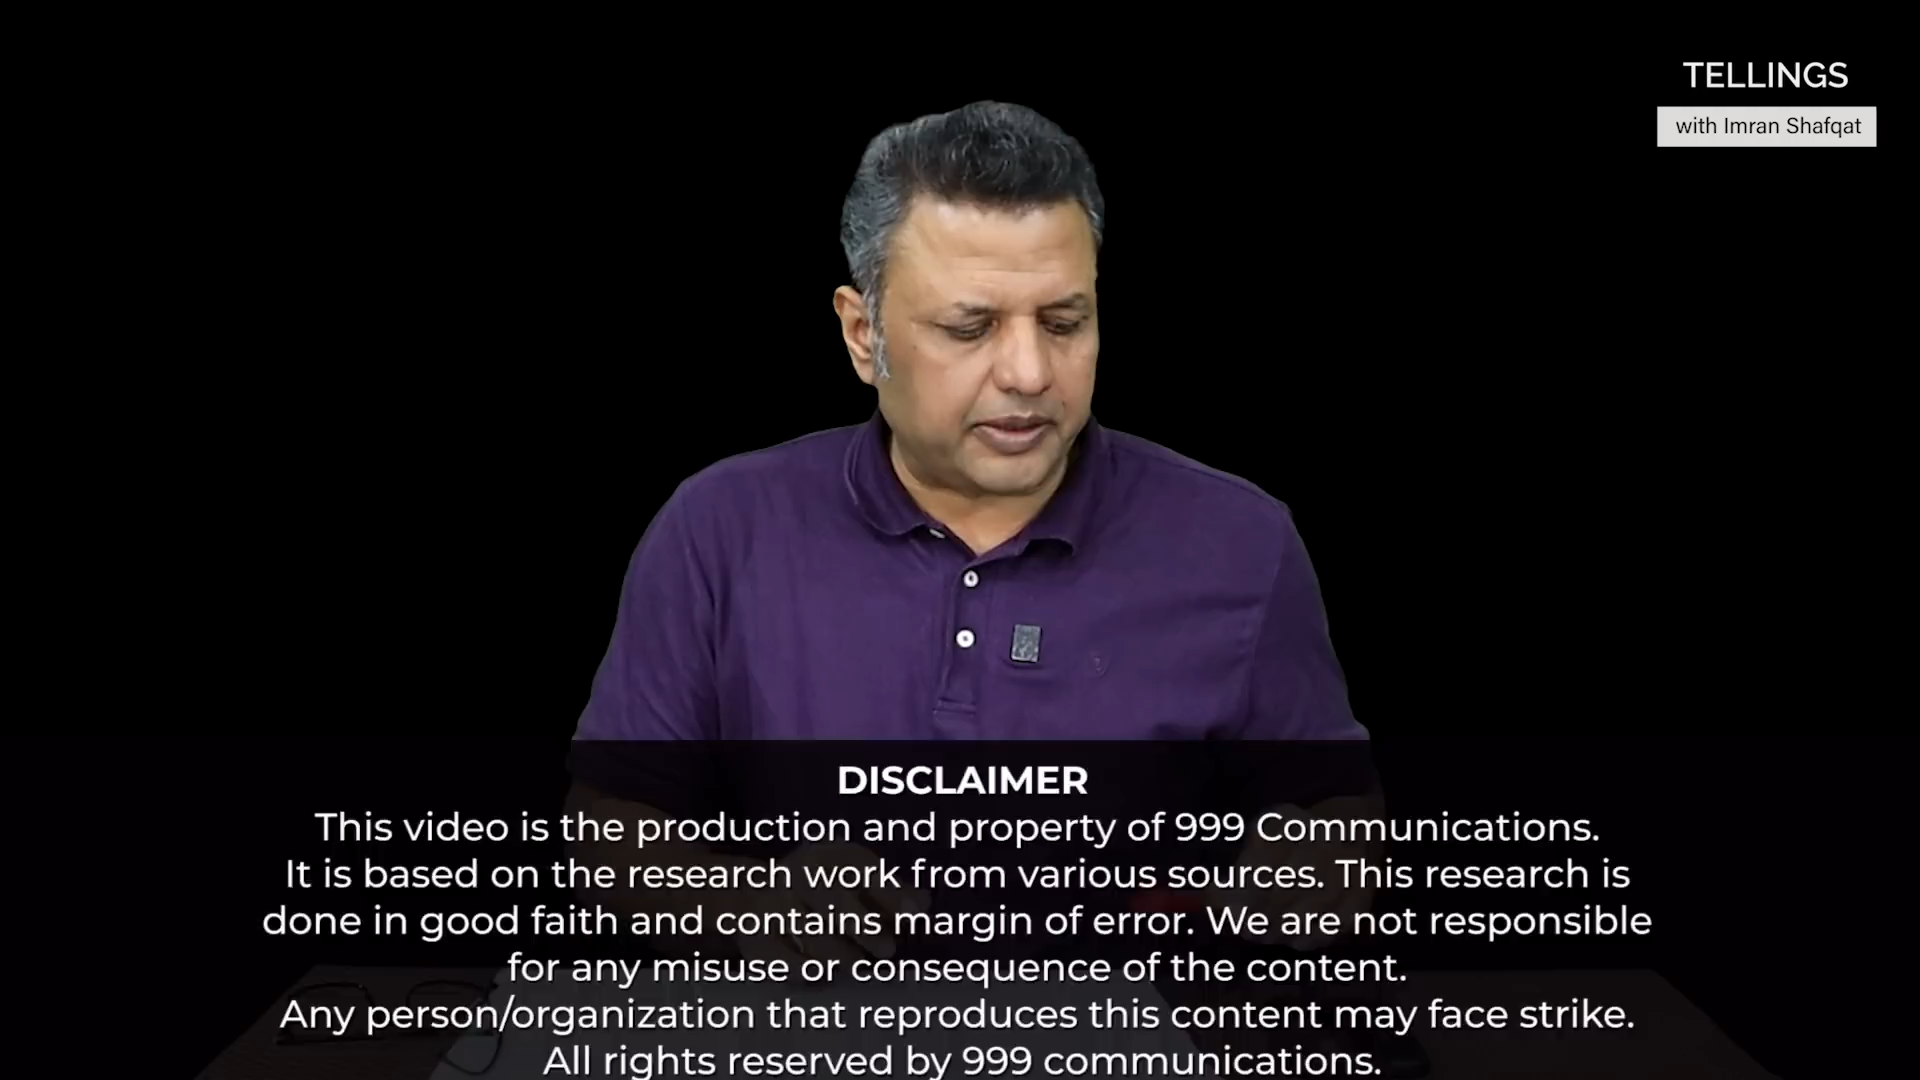 TELLINGS
with Imran Shafqat
DISCLAIMER
This video is the production and property of 999 Communications.
It is based on the research work from various sources. This research is
done in good faith and contains margin of error. We are not responsible
for any misuse or consequence of the content.
Any person/organization that reproduces this content may face strike.
All rights reserved by 999 communications.